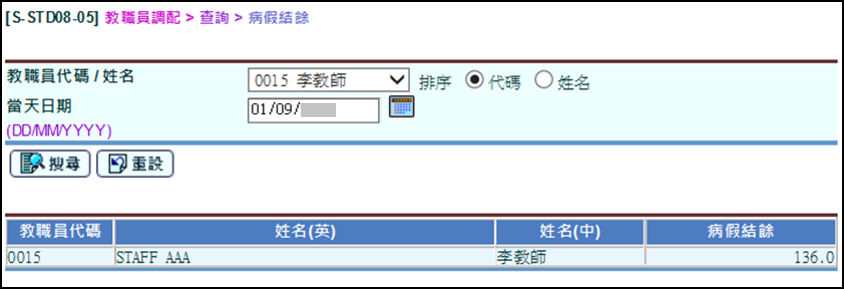 [S-STD08-05] 教職員調配 > 查詢 > 病假結餘
教職員代碼 / 姓名 0015 李教師 排序 代碼 姓名
當天日期 01/09/
(DD/MM/YYYY)
搜尋 重設
教職員代碼 姓名(英) 姓名(中) 病假結餘
0015 STAFF AAA 李教師 136.0